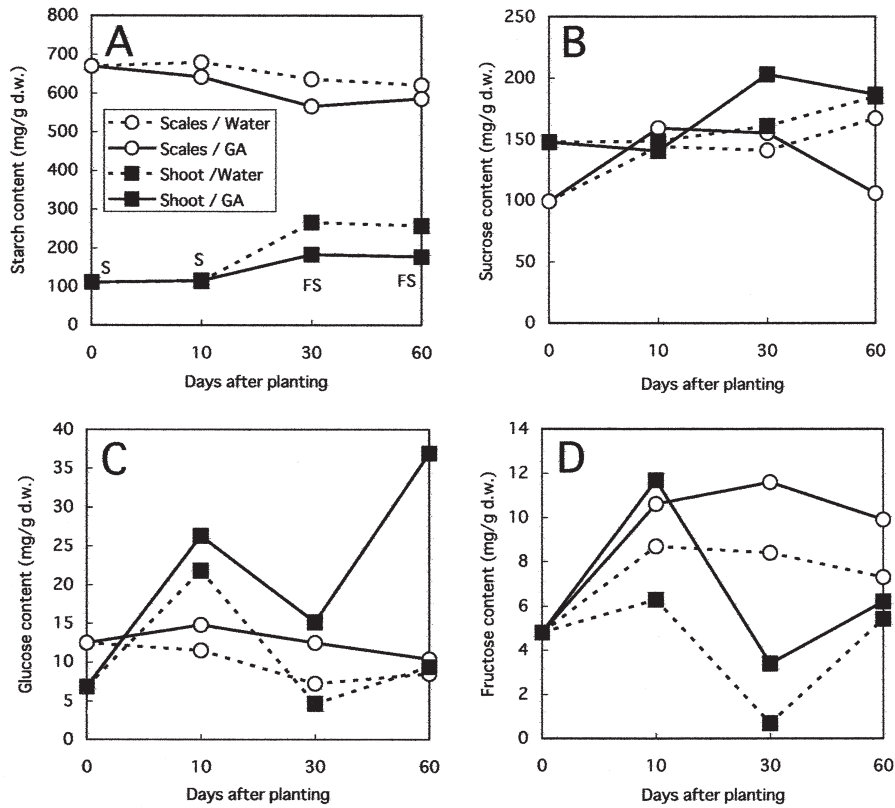 A
Starch content (mg/g d.w.)
800
700
600
500
400
300
200
100
0
Scales / Water
Scales / GA
Shoot /Water
Shoot / GA
S
S
FS
FS
0
10
30
60
Days after planting
B
Sucrose content (mg/g d.w.)
250
200
150
100
50
0
0
10
30
60
Days after planting
C
Glucose content (mg/g d.w.)
40
35
30
25
20
15
10
5
0
0
10
30
60
Days after planting
D
Fructose content (mg/g d.w.)
14
12
10
8
6
4
2
0
0
10
30
60
Days after planting